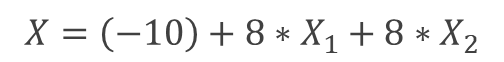 X = (−10) + 8 ∗ X₁ + 8 ∗ X₂